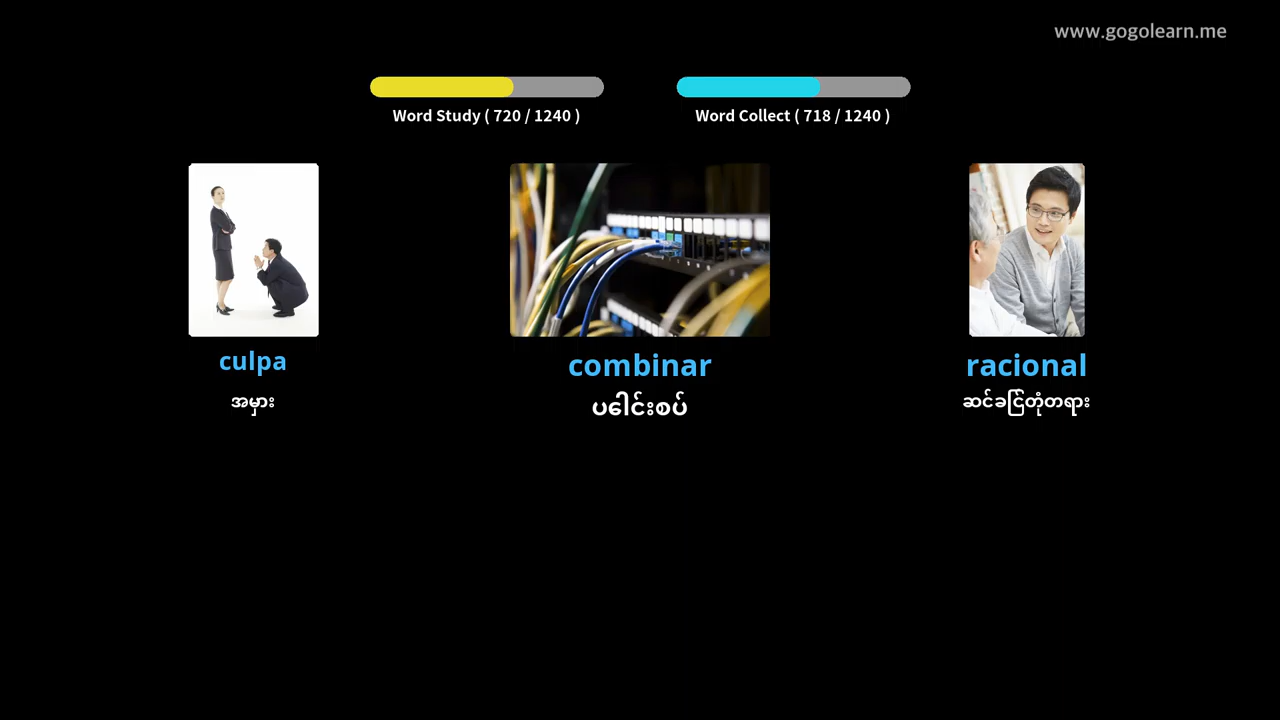 www.gogolearn.me
Word Study ( 720 / 1240 )
Word Collect ( 718 / 1240 )
culpa
combinar
racional
အမှား
ပေါင်းစပ်
ဆင်ခြင်တုံတရား